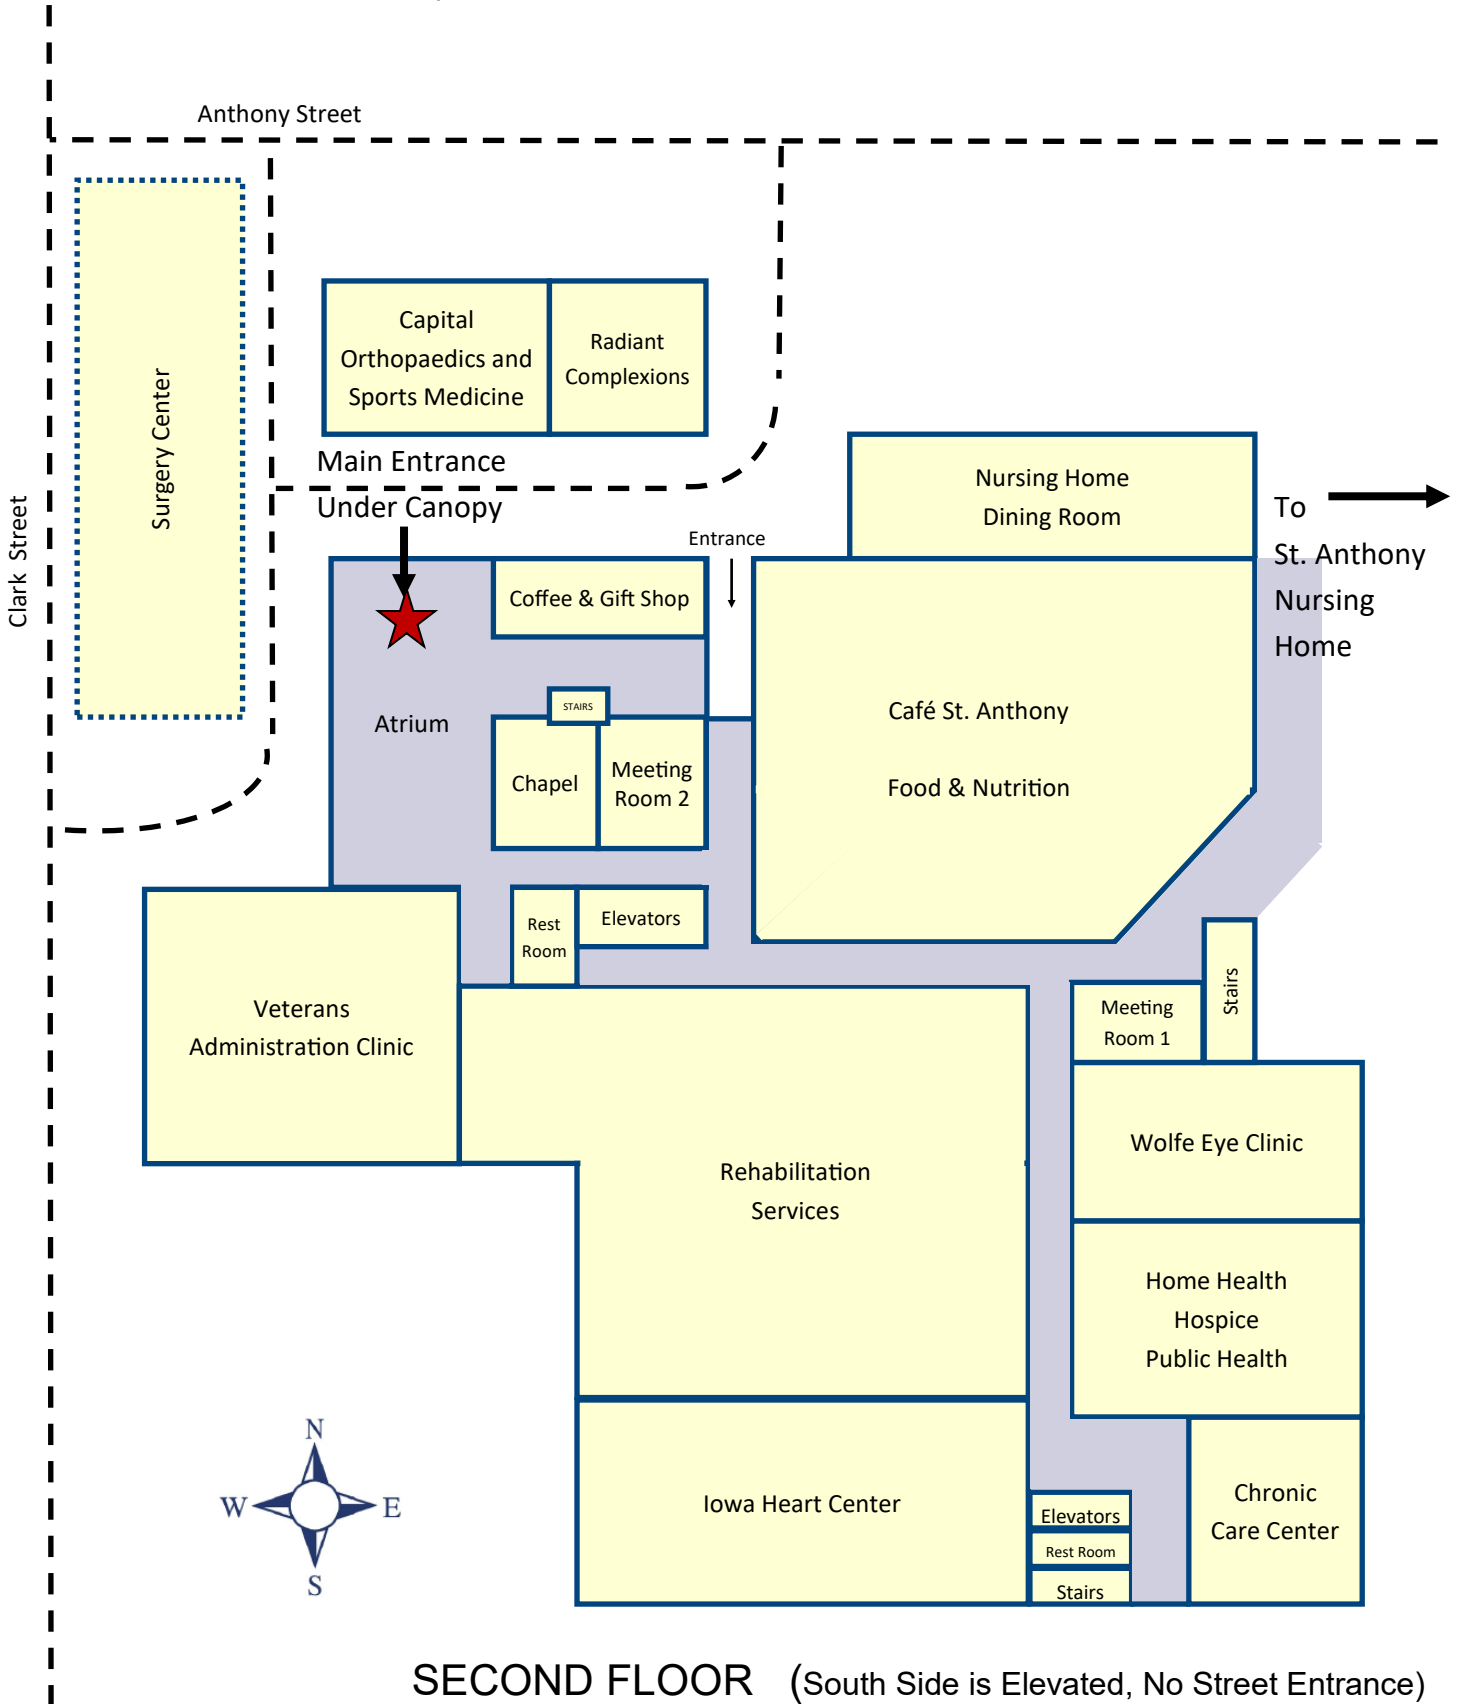 Anthony Street
Clark Street
Surgery Center
Capital
Orthopaedics and
Sports Medicine
Radiant
Complexions
Main Entrance
Under Canopy
Nursing Home
Dining Room
To
St. Anthony
Nursing
Home
Entrance
Coffee & Gift Shop
STAIRS
Atrium
Chapel
Meeting
Room 2
Café St. Anthony
Food & Nutrition
Rest
Room
Elevators
Veterans
Administration Clinic
Meeting
Room 1
Stairs
Wolfe Eye Clinic
Rehabilitation
Services
Home Health
Hospice
Public Health
N
W
E
S
Iowa Heart Center
Elevators
Rest Room
Stairs
Chronic
Care Center
SECOND FLOOR (South Side is Elevated, No Street Entrance)